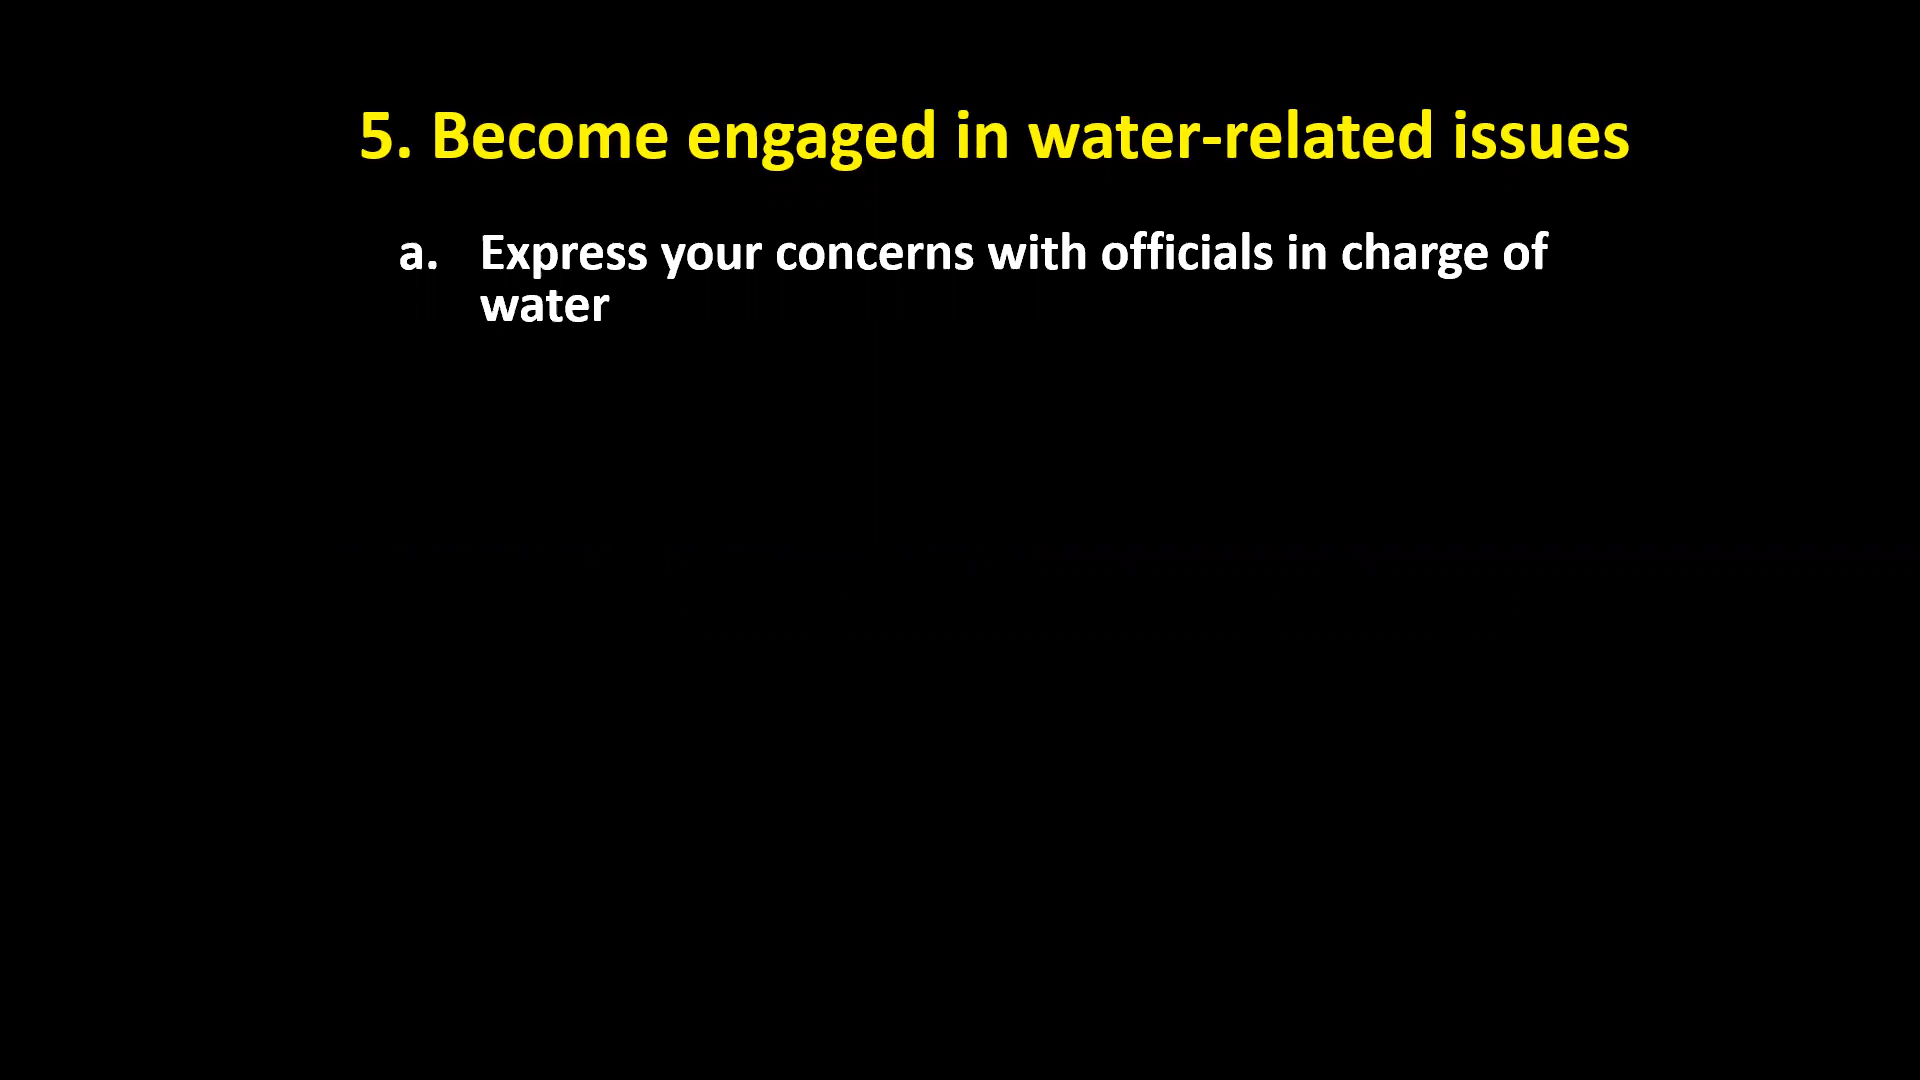 5. Become engaged in water-related issues
a. Express your concerns with officials in charge of
water